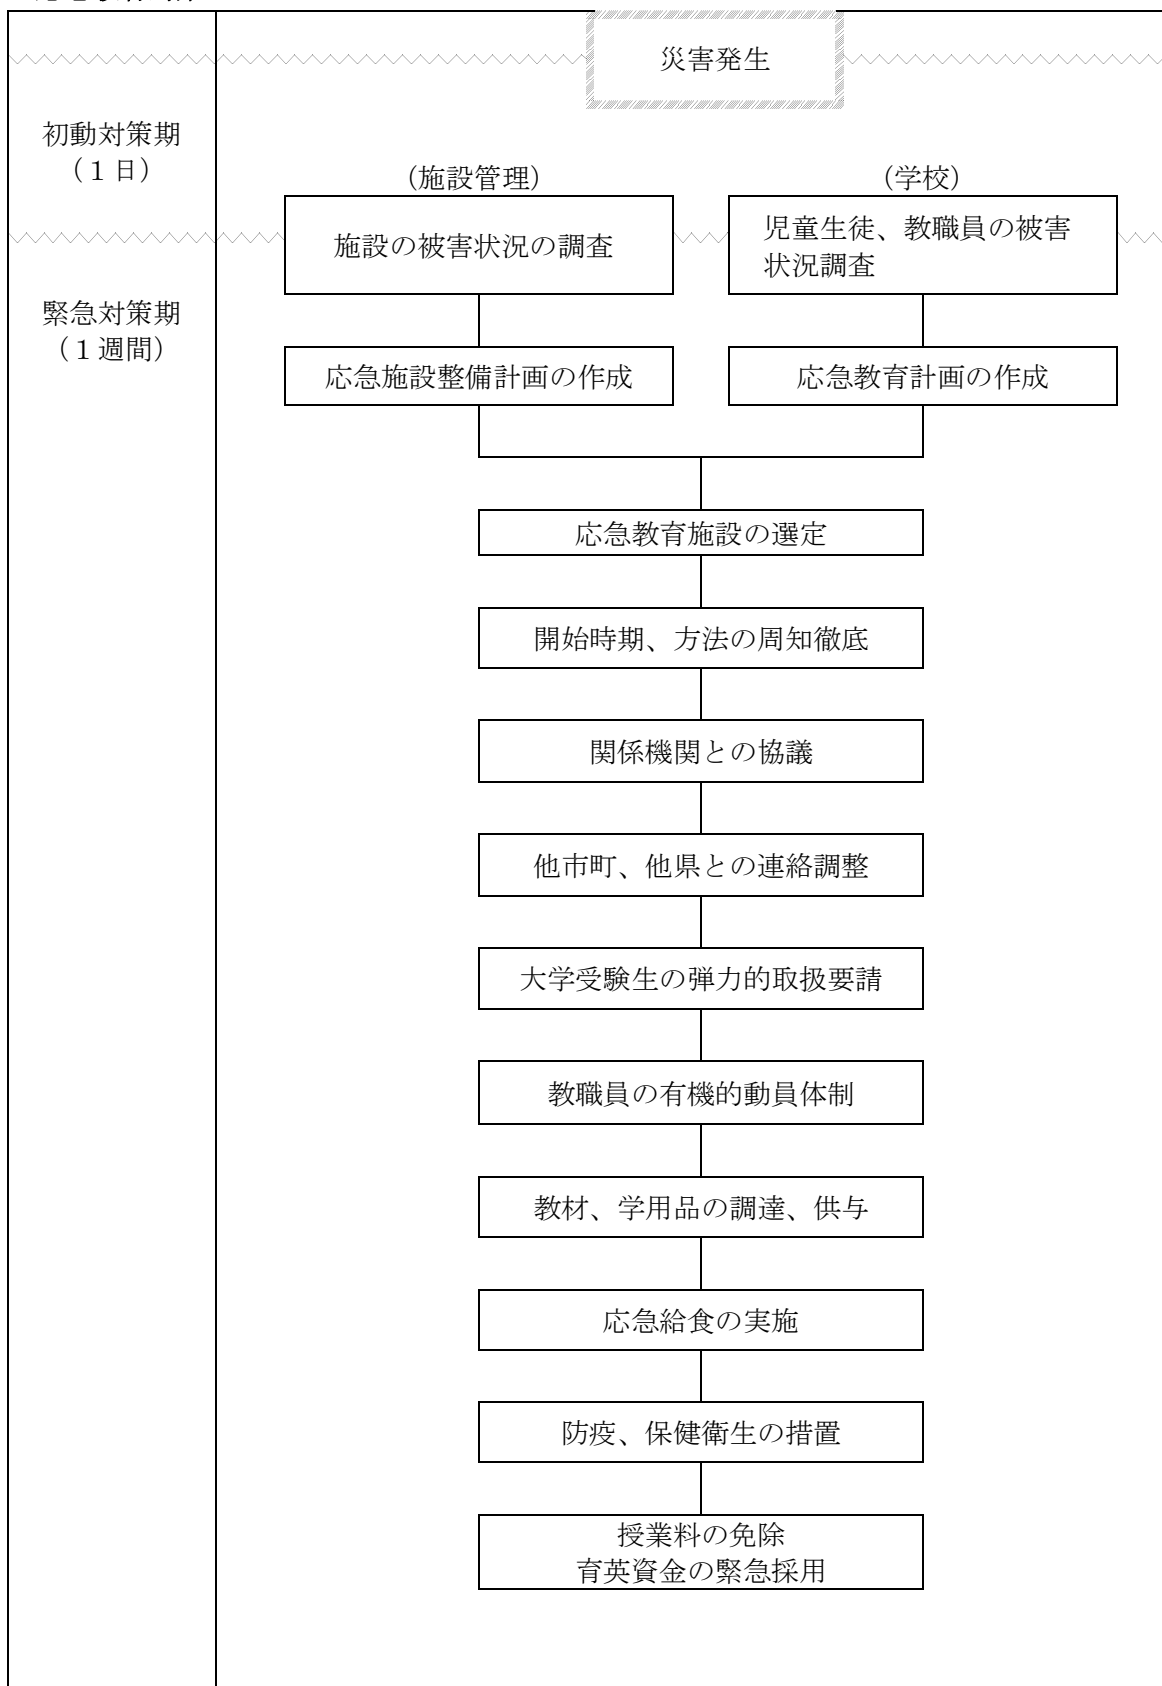 災害発生
初動対策期
（１日）
（施設管理）
（学校）
施設の被害状況の調査
児童生徒、教職員の被害
状況調査
緊急対策期
（１週間）
応急施設整備計画の作成
応急教育計画の作成
応急教育施設の選定
開始時期、方法の周知徹底
関係機関との協議
他市町、他県との連絡調整
大学受験生の弾力的取扱要請
教職員の有機的動員体制
教材、学用品の調達、供与
応急給食の実施
防疫、保健衛生の措置
授業料の免除
育英資金の緊急採用